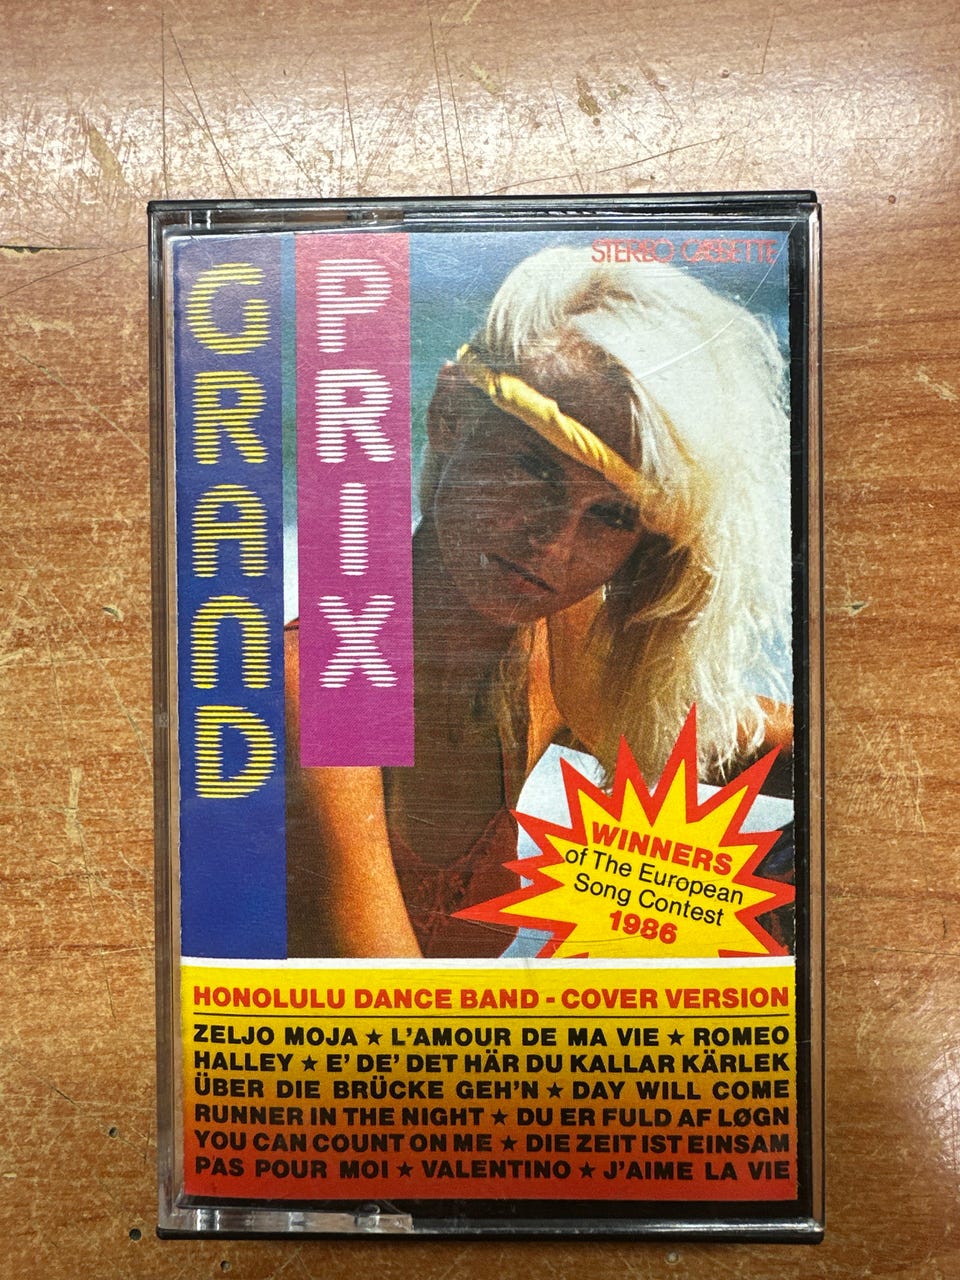 GRAND
PRIX
STEREO CASSETTE
WINNERS
of The European
Song Contest
1986
HONOLULU DANCE BAND - COVER VERSION
ZELJO MOJA ★ L'AMOUR DE MA VIE ★ ROMEO
HALLEY ★ E' DE' DET HÄR DU KALLAR KÄRLEK
ÜBER DIE BRÜCKE GEH'N ★ DAY WILL COME
RUNNER IN THE NIGHT ★ DU ER FULD AF LØGN
YOU CAN COUNT ON ME ★ DIE ZEIT IST EINSAM
PAS POUR MOI ★ VALENTINO ★ J'AIME LA VIE